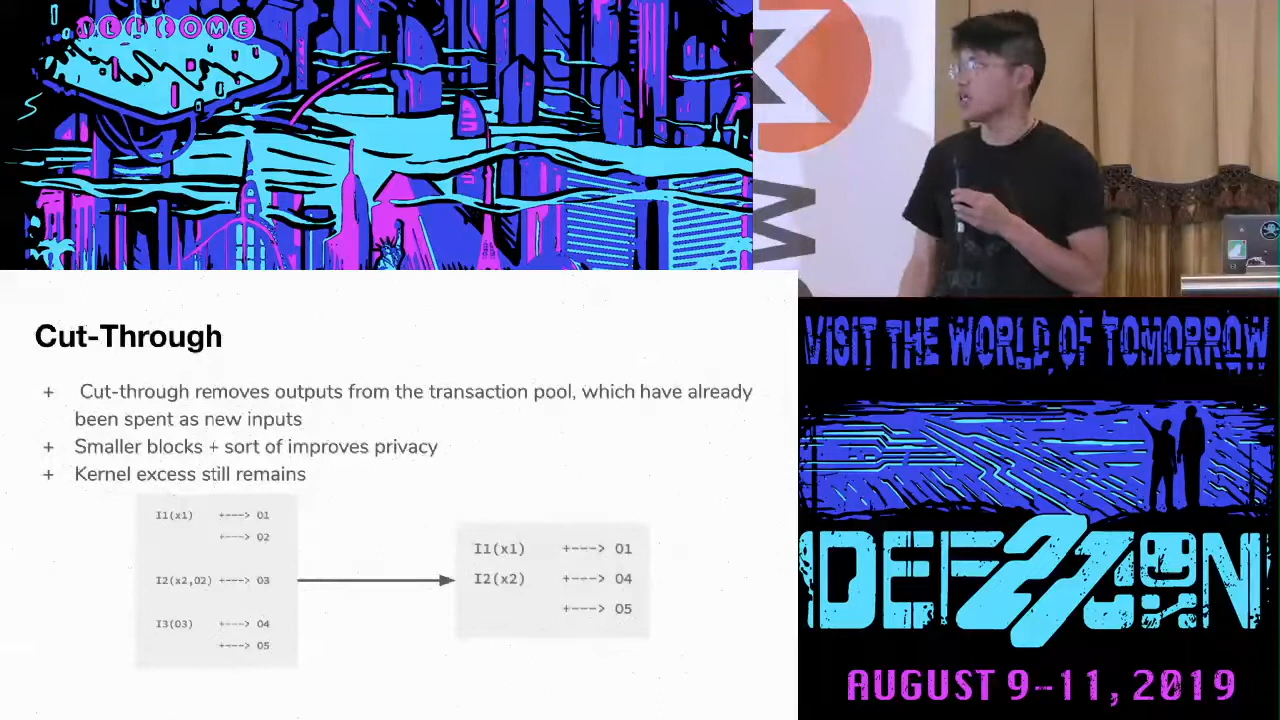 WELCOME
M
M
Cut-Through
+ Cut-through removes outputs from the transaction pool, which have already
been spent as new inputs
+ Smaller blocks + sort of improves privacy
+ Kernel excess still remains
I1(x1) +---> O1
+---> O2
I2(x2,O2) +---> O3
I3(O3) +---> O4
+---> O5
I1(x1) +---> O1
I2(x2) +---> O4
+---> O5
VISIT THE WORLD OF TOMORROW
DEF CON
27
AUGUST 9-11, 2019